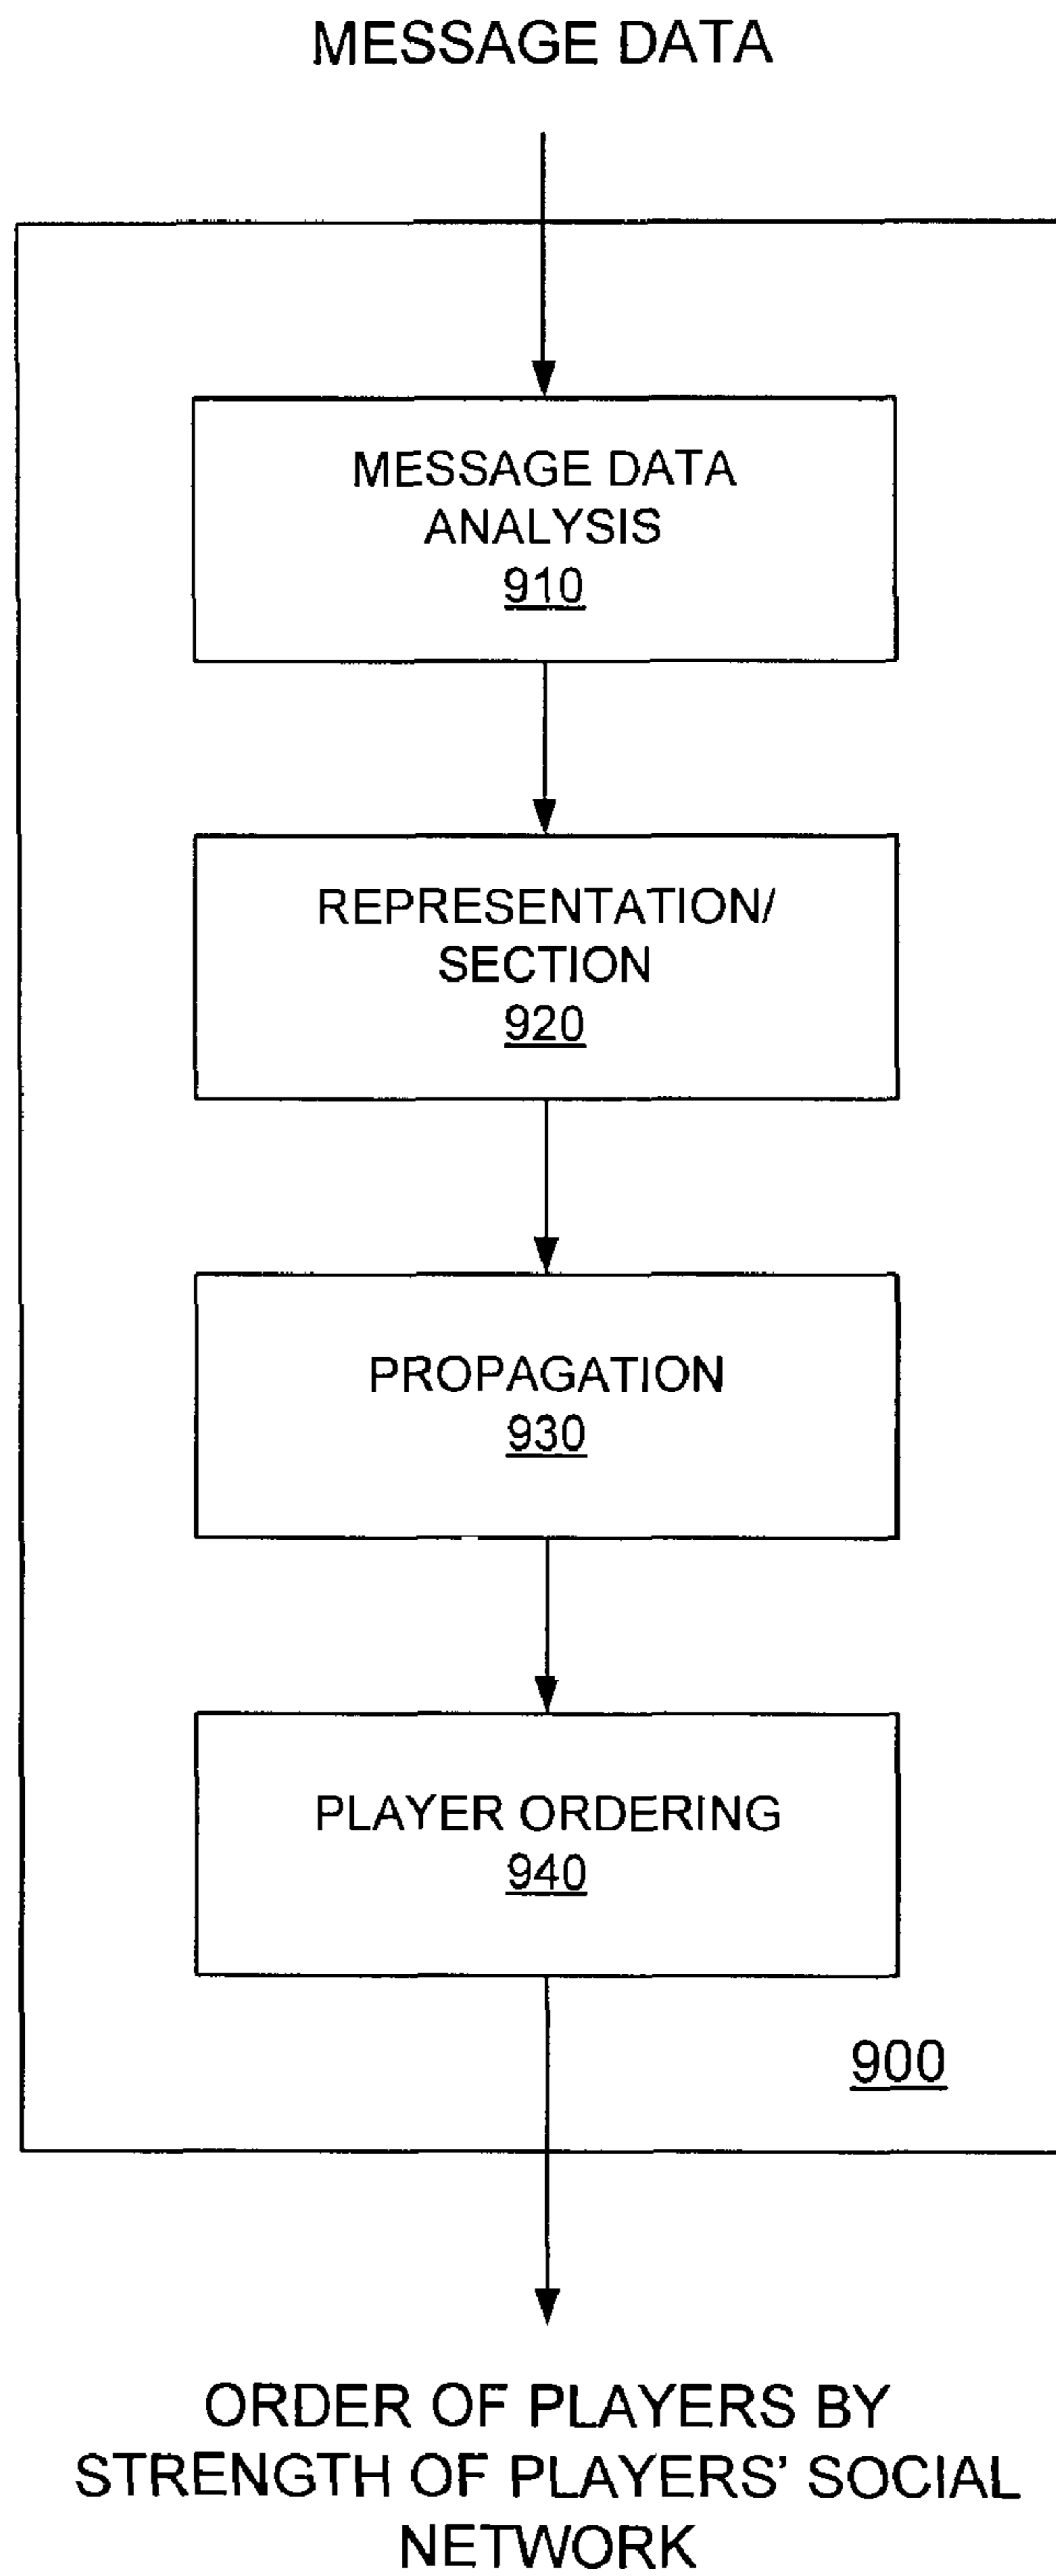 MESSAGE DATA
MESSAGE DATA
ANALYSIS
910
REPRESENTATION/
SECTION
920
PROPAGATION
930
PLAYER ORDERING
940
900
ORDER OF PLAYERS BY
STRENGTH OF PLAYERS' SOCIAL
NETWORK